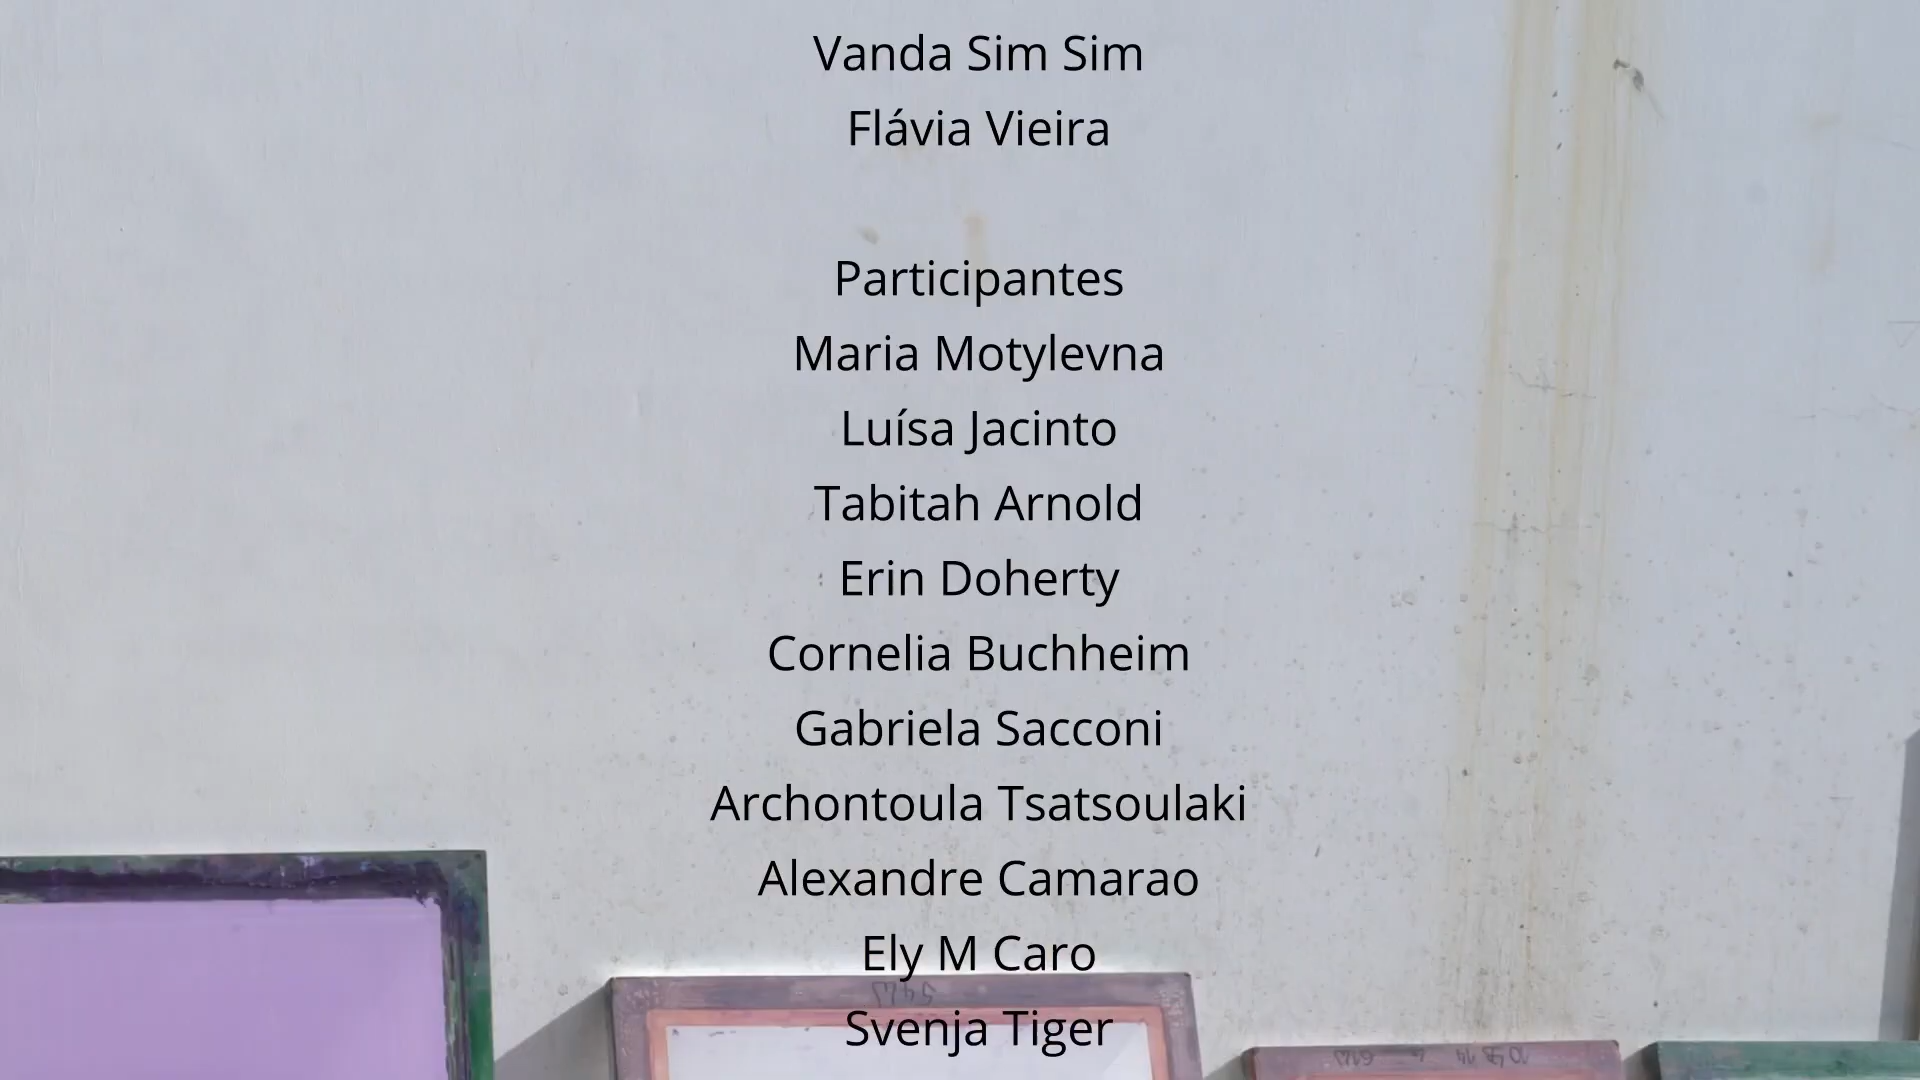 Vanda Sim Sim
Flávia Vieira
Participantes
Maria Motylevna
Luísa Jacinto
Tabitah Arnold
Erin Doherty
Cornelia Buchheim
Gabriela Sacconi
Archontoula Tsatsoulaki
Alexandre Camarao
Ely M Caro
Svenja Tiger